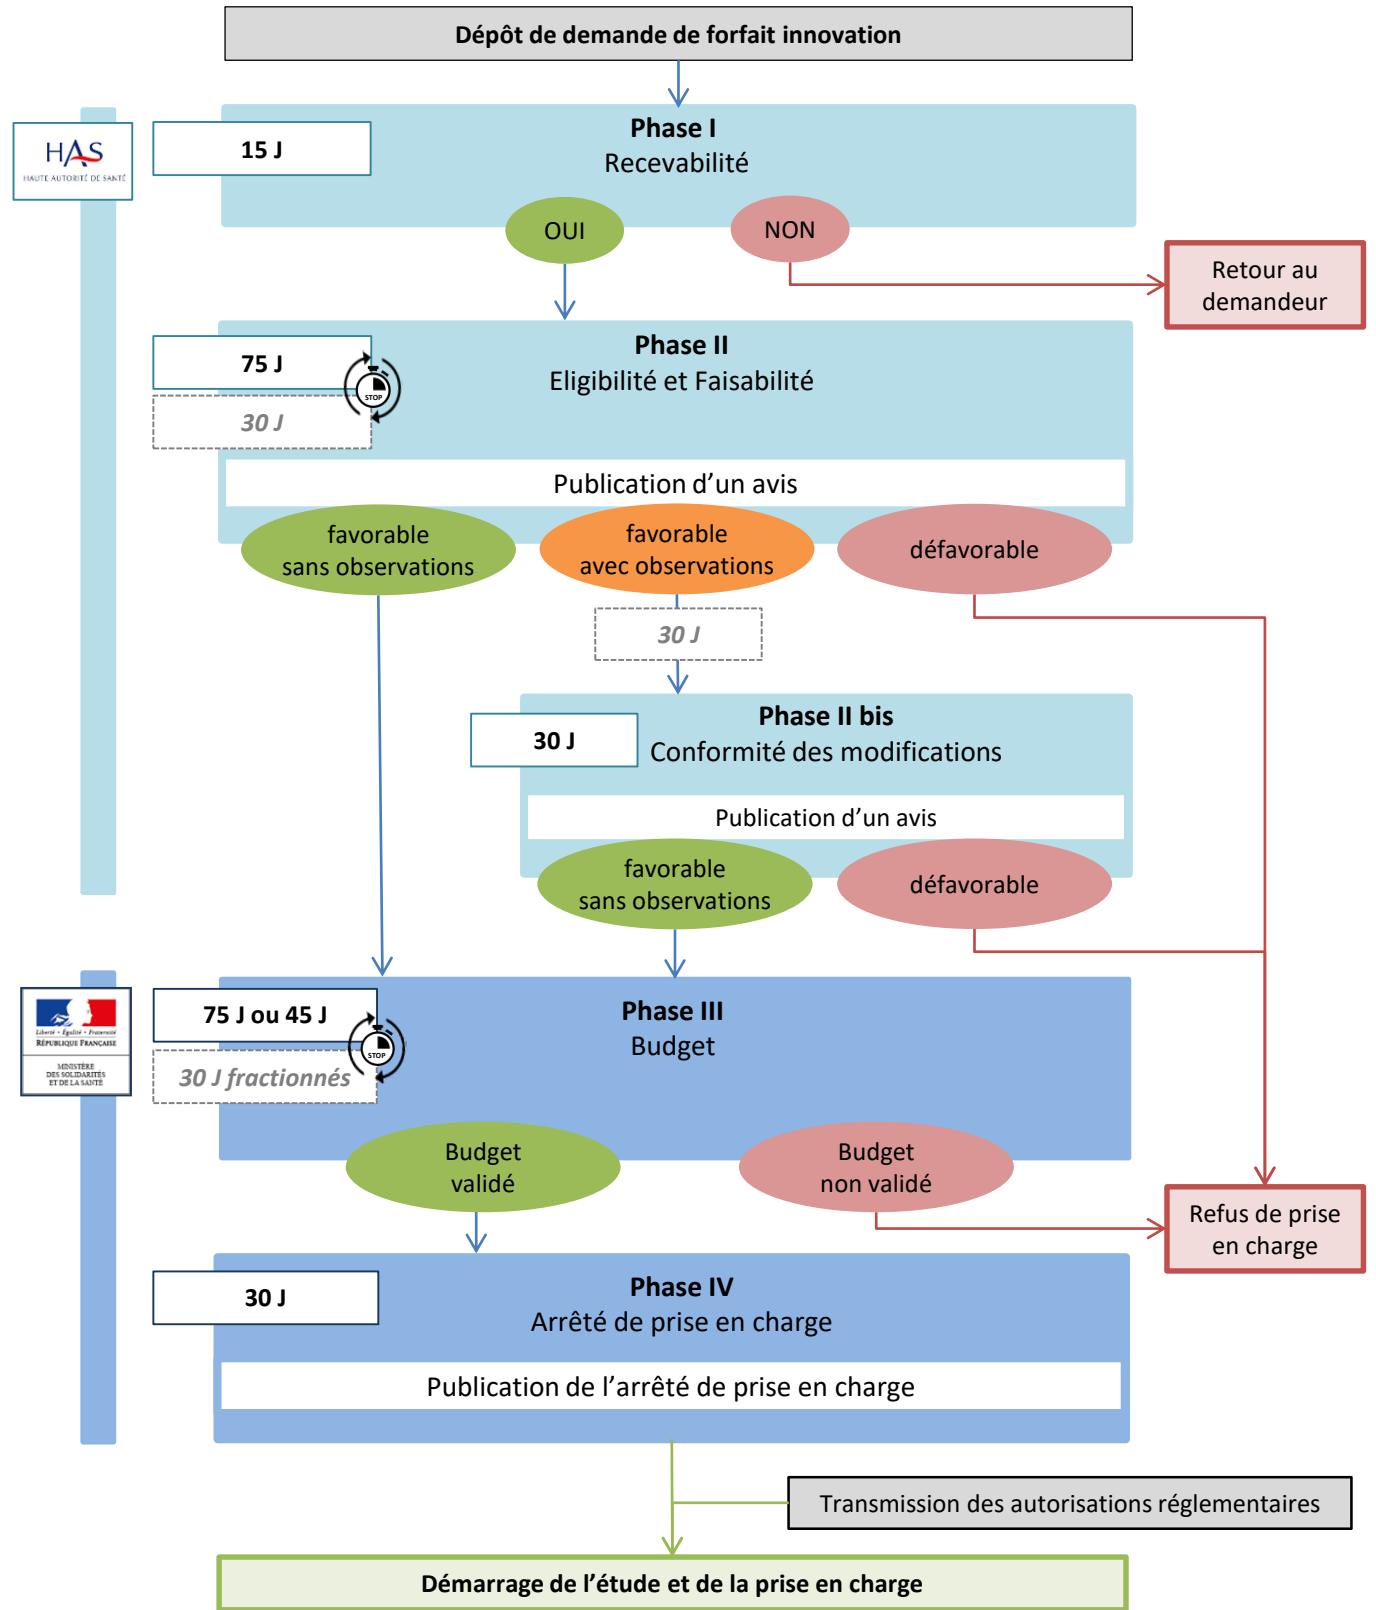 Dépôt de demande de forfait innovation
HAS
HAUTE AUTORITÉ DE SANTÉ
15 J
Phase I
Recevabilité
OUI
NON
Retour au
demandeur
75 J
30 J
STOP
Phase II
Eligibilité et Faisabilité
Publication d’un avis
favorable
sans observations
favorable
avec observations
défavorable
30 J
30 J
Phase II bis
Conformité des modifications
Publication d’un avis
favorable
sans observations
défavorable
Liberté • Égalité • Fraternité
RÉPUBLIQUE FRANÇAISE
MINISTÈRE
DES SOLIDARITÉS
ET DE LA SANTÉ
75 J ou 45 J
30 J fractionnés
STOP
Phase III
Budget
Budget
validé
Budget
non validé
Refus de prise
en charge
30 J
Phase IV
Arrêté de prise en charge
Publication de l’arrêté de prise en charge
Transmission des autorisations réglementaires
Démarrage de l’étude et de la prise en charge